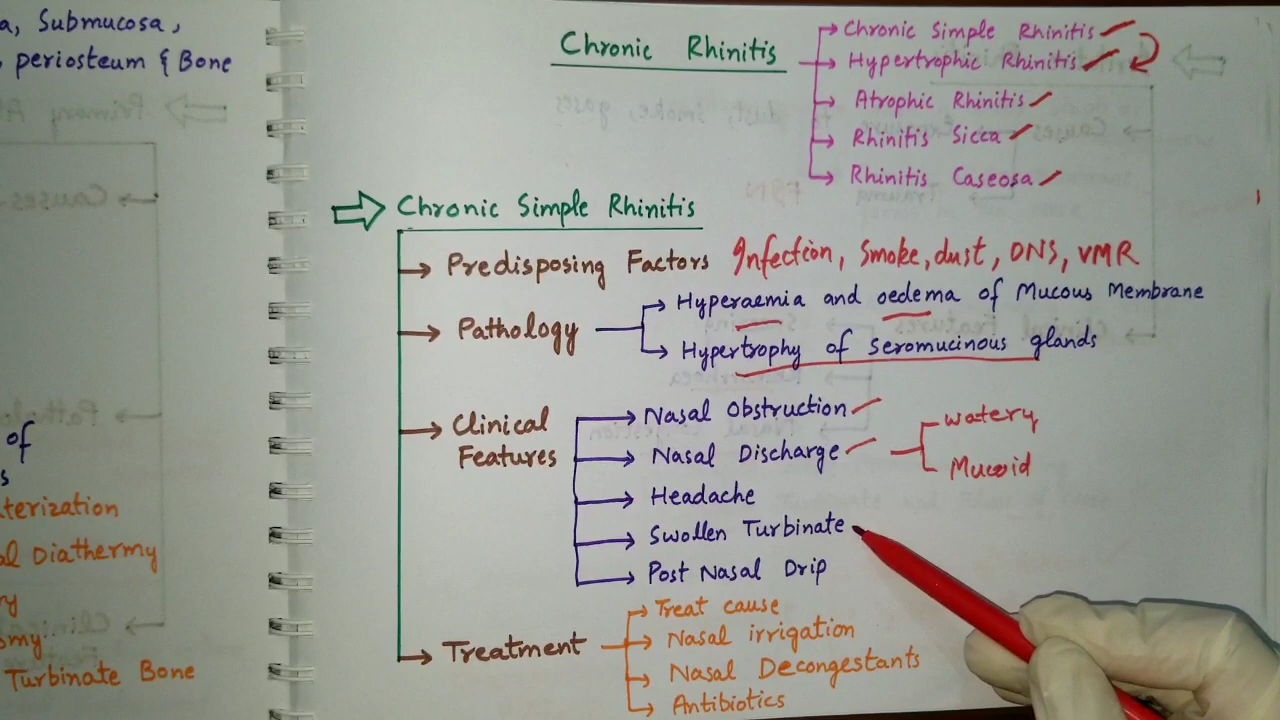 a, Submucosa,
periosteum & Bone
of
s
terization
al Diathermy
ry
omy
Turbinate Bone
Chronic Rhinitis
Chronic Simple Rhinitis
Hypertrophic Rhinitis
Atrophic Rhinitis
Rhinitis Sicca
Rhinitis Caseosa
Chronic Simple Rhinitis
Predisposing Factors Infection, Smoke, dust, DNS, VMR
Pathology
Hyperaemia and oedema of Mucous Membrane
Hypertrophy of Seromucinous glands
Clinical
Features
Nasal Obstruction
Nasal Discharge
watery
Mucoid
Headache
Swollen Turbinate
Post Nasal Drip
Treatment
Treat cause
Nasal irrigation
Nasal Decongestants
Antibiotics